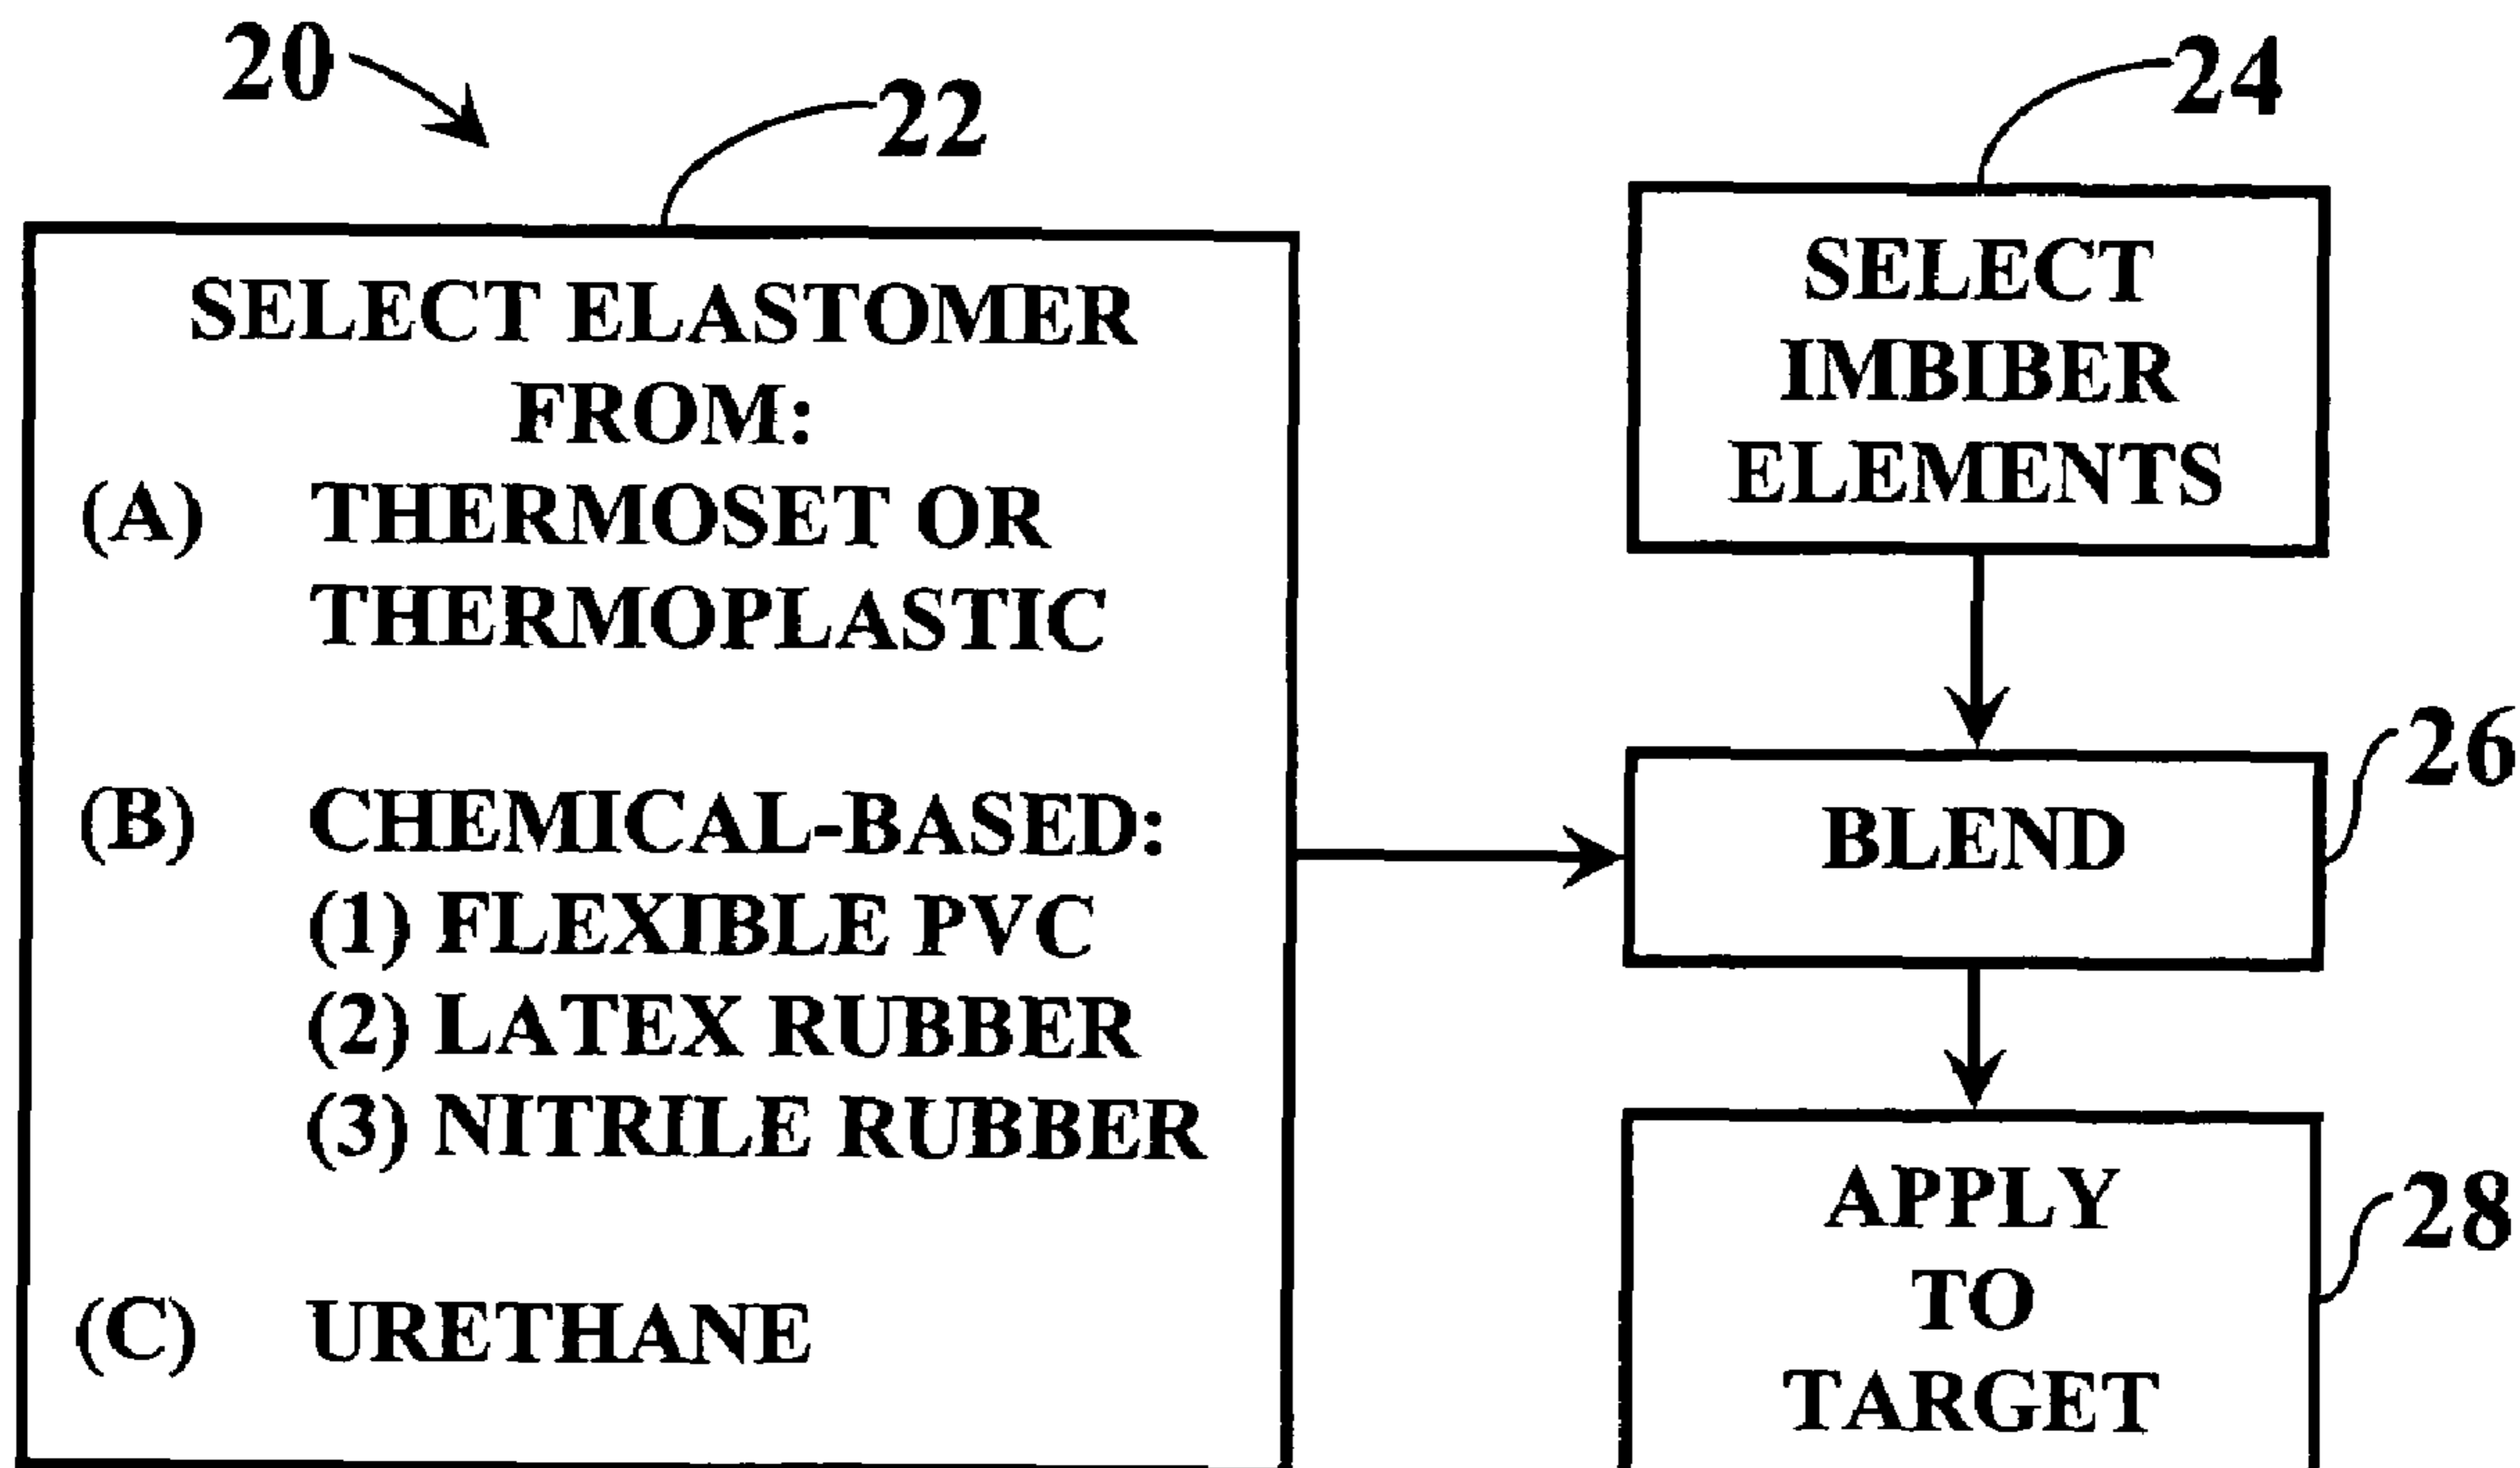 20
22
SELECT ELASTOMER
FROM:
(A) THERMOSET OR
THERMOPLASTIC
(B) CHEMICAL-BASED:
(1) FLEXIBLE PVC
(2) LATEX RUBBER
(3) NITRILE RUBBER
(C) URETHANE
24
SELECT
IMBIBER
ELEMENTS
26
BLEND
28
APPLY
TO
TARGET